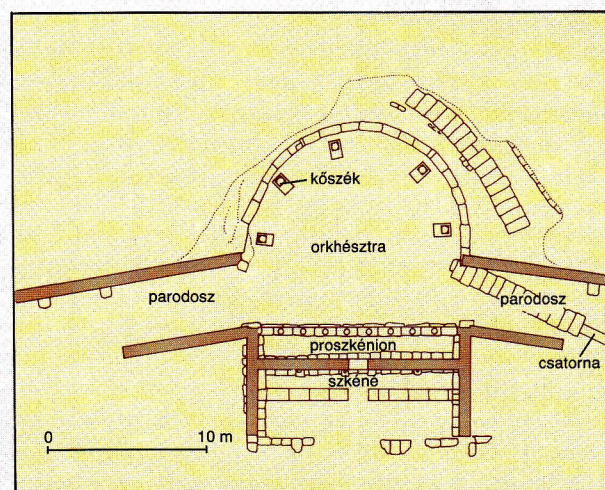 kőszék
orkhésztra
parodosz
parodosz
proszkénion
csatorna
szkéné
0 10 m